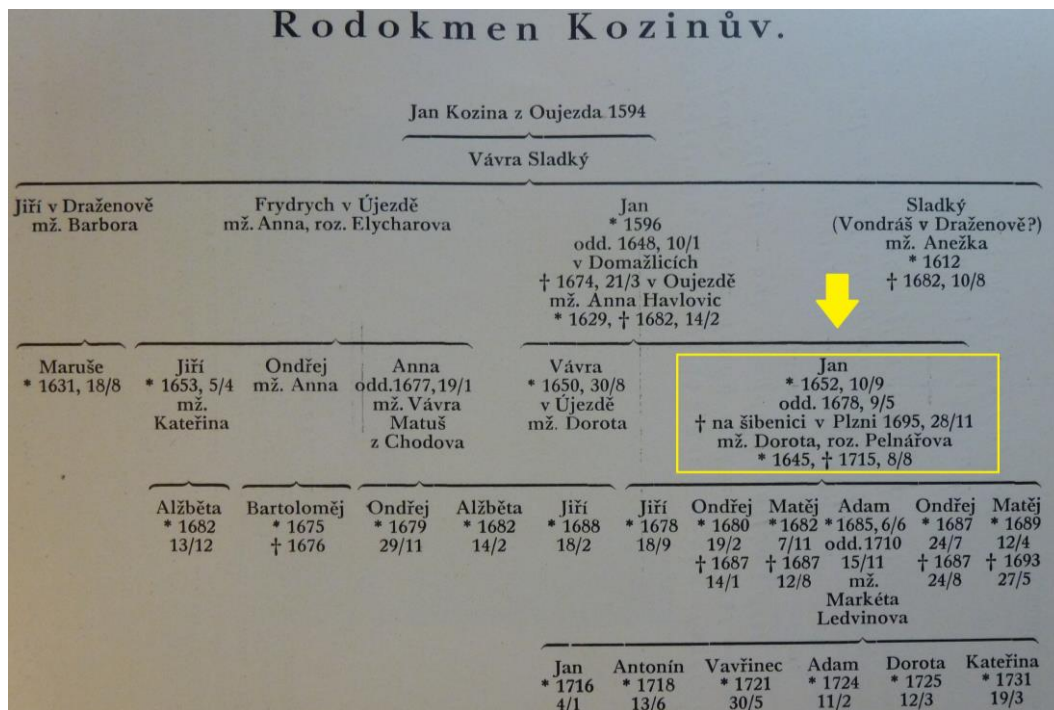 Rodokmen Kozinův.
Jan Kozina z Oujezda 1594
Vávra Sladký
Jiří v Draženově
mž. Barbora
Frydrych v Újezdě
mž. Anna, roz. Elycharova
Jan
* 1596
odd. 1648, 10/1
v Domažlicích
† 1674, 21/3 v Oujezdě
mž. Anna Havlovic
* 1629, † 1682, 14/2
Sladký
(Vondráš v Draženově?)
mž. Anežka
* 1612
† 1682, 10/8
Maruše
* 1631, 18/8
Jiří
* 1653, 5/4
mž.
Kateřina
Ondřej
mž. Anna
Anna
odd.1677,19/1
mž. Vávra
Matuš
z Chodova
Vávra
* 1650, 30/8
v Újezdě
mž. Dorota
Jan
* 1652, 10/9
odd. 1678, 9/5
† na šibenici v Plzni 1695, 28/11
mž. Dorota, roz. Pelnářova
* 1645, † 1715, 8/8
Alžběta
* 1682
13/12
Bartoloměj
* 1675
† 1676
Ondřej
* 1679
29/11
Alžběta
* 1682
14/2
Jiří
* 1688
18/2
Jiří
* 1678
18/9
Ondřej
* 1680
19/2
† 1687
14/1
Matěj
* 1682
7/11
† 1687
12/8
Adam
* 1685, 6/6
odd. 1710
15/11
mž.
Markéta
Ledvinova
Ondřej
* 1687
24/7
† 1687
24/8
Matěj
* 1689
12/4
† 1693
27/5
Jan
* 1716
4/1
Antonín
* 1718
13/6
Vavřinec
* 1721
30/5
Adam
* 1724
11/2
Dorota
* 1725
12/3
Kateřina
* 1731
19/3